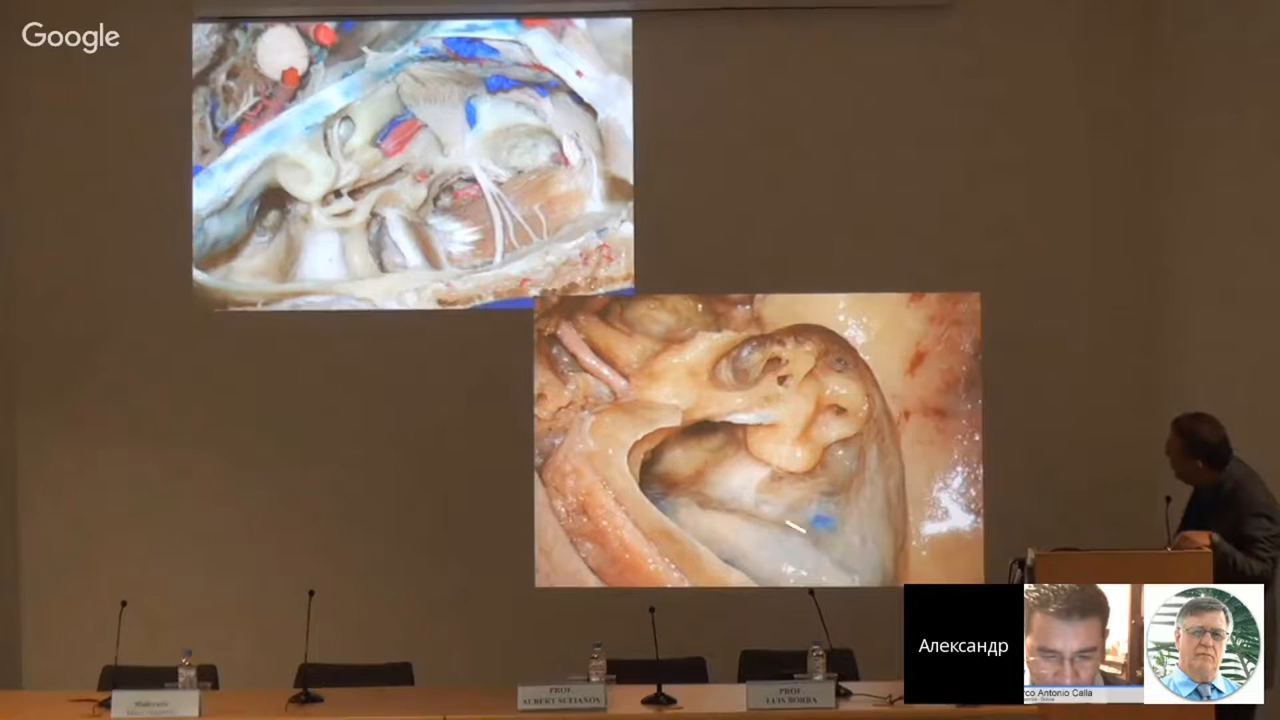 Google
Александр
rco Antonio Calla
PROF.
ALBERT SUFIANOV
PROF.
LUIS BORBA